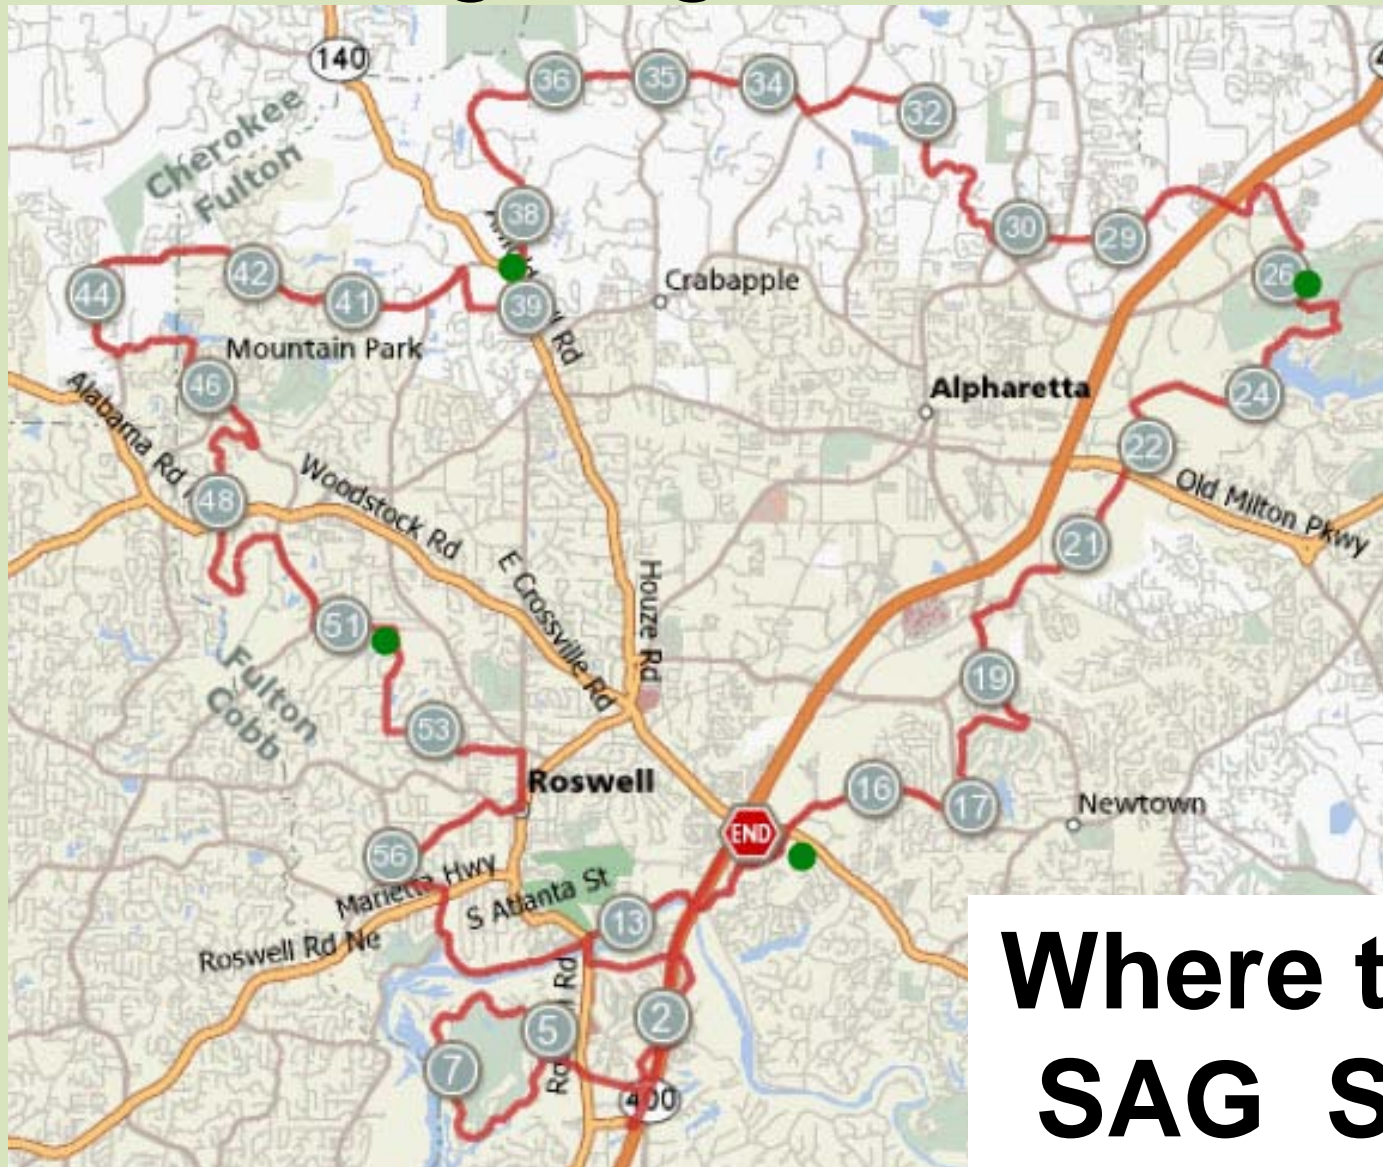 140
36
35
34
32
Cherokee
Fulton
38
30
29
42
44
41
39
Rd
26
Crabapple
Mountain Park
46
Alpharetta
24
22
Alabama Rd
48
Woodstock Rd
Old Milton Pkwy
21
E Crossville Rd
Houze Rd
51
Fulton
Cobb
19
53
Roswell
16
17
Newtown
END
56
Marietta Hwy
S Atlanta St
13
Roswell Rd Ne
Rd
2
5
7
400
Where t
SAG S